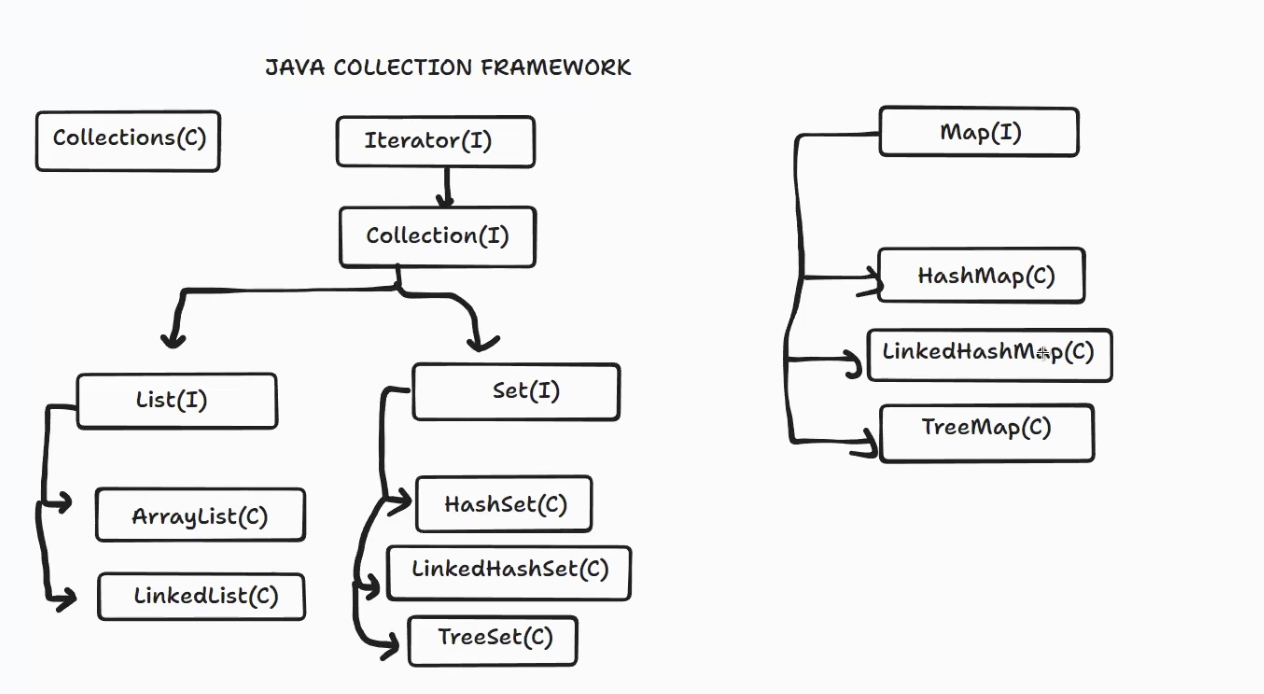 JAVA COLLECTION FRAMEWORK
Collections(C)
Iterator(I)
Collection(I)
List(I)
ArrayList(C)
LinkedList(C)
Set(I)
HashSet(C)
LinkedHashSet(C)
TreeSet(C)
Map(I)
HashMap(C)
LinkedHashMap(C)
TreeMap(C)